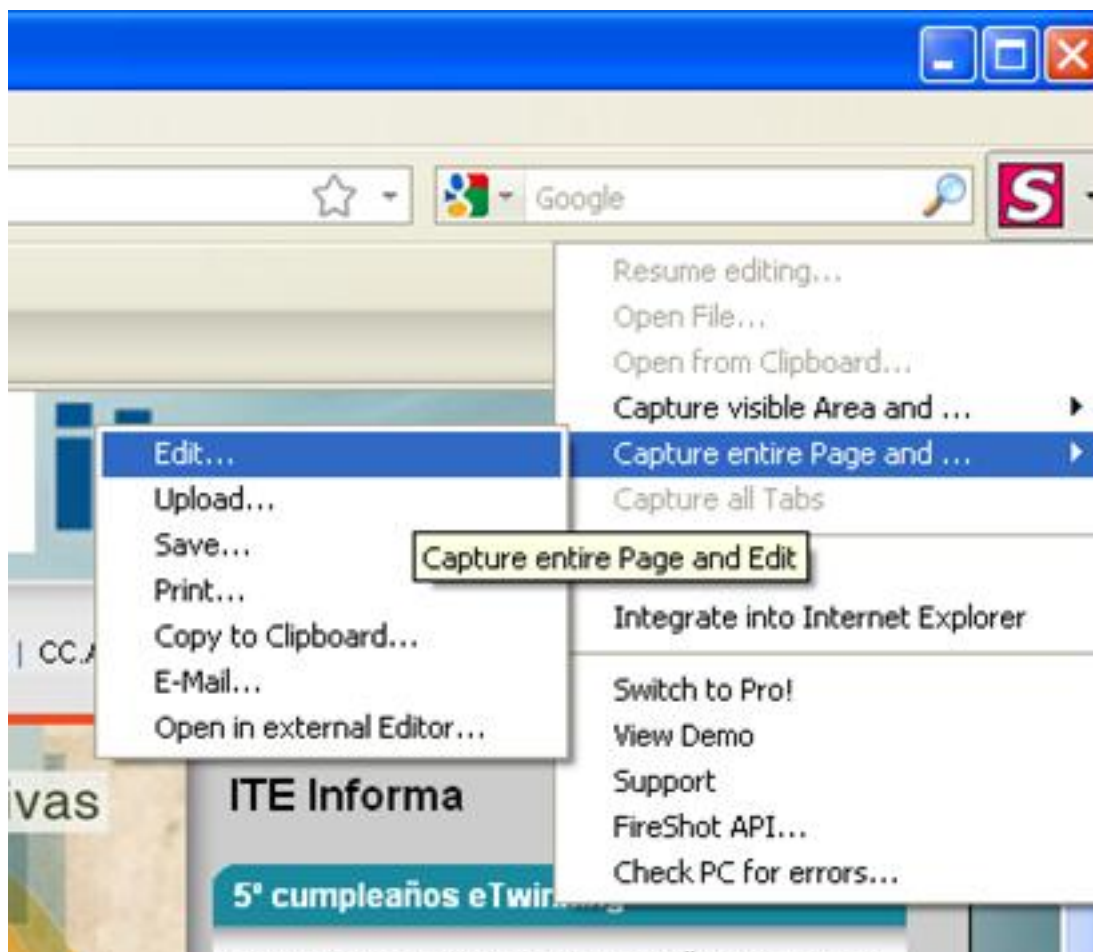 Google
S
Resume editing...
Open File...
Open from Clipboard...
Capture visible Area and ...
Capture entire Page and ...
Capture all Tabs
Integrate into Internet Explorer
Switch to Pro!
View Demo
Support
FireShot API...
Check PC for errors...
Edit...
Upload...
Save...
Print...
Copy to Clipboard...
E-Mail...
Open in external Editor...
Capture entire Page and Edit
| CC.A
ivas
ITE Informa
5º cumpleaños